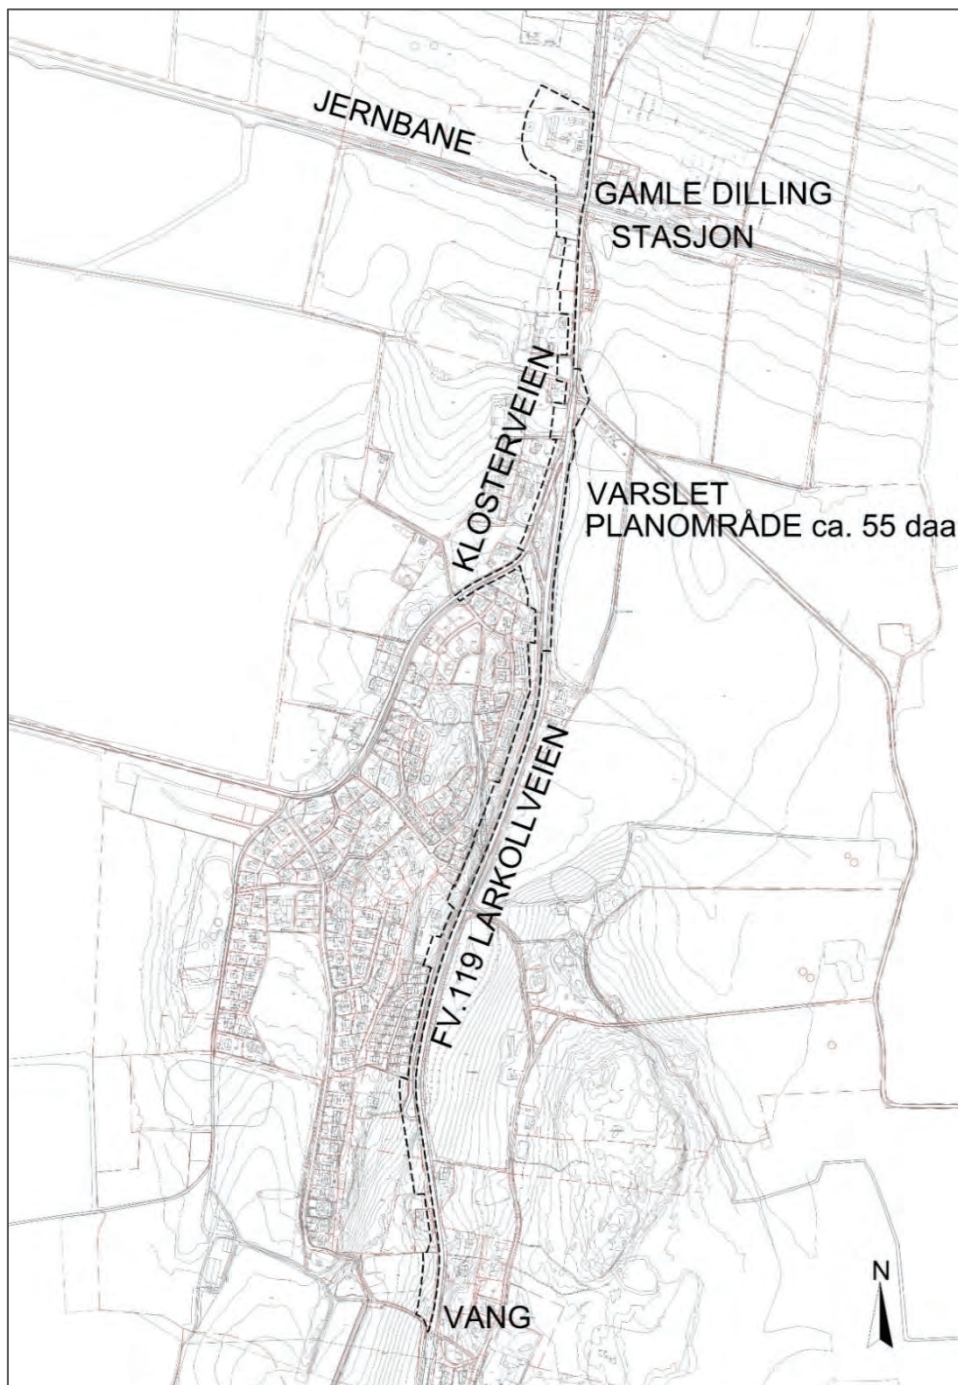 JERNBANE
GAMLE DILLING
STASJON
KLOSTERVEIEN
VARSLET
PLANOMRÅDE ca. 55 daa
FV.119 LARKOLLVEIEN
VANG
N